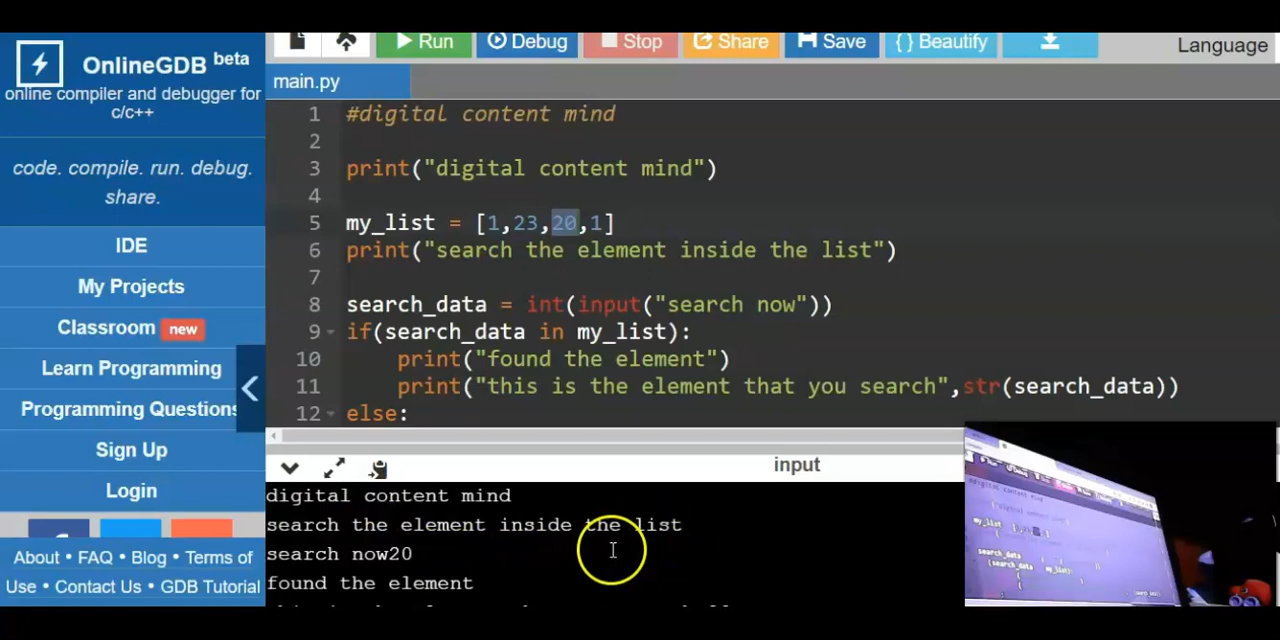 OnlineGDB beta
online compiler and debugger for
c/c++
code. compile. run. debug.
share.
IDE
My Projects
Classroom new
Learn Programming
Programming Questions
Sign Up
Login
About • FAQ • Blog • Terms of
Use • Contact Us • GDB Tutorial
Run Debug Stop Share Save { } Beautify Language
main.py
1 #digital content mind
2
3 print("digital content mind")
4
5 my_list = [1,23,20,1]
6 print("search the element inside the list")
7
8 search_data = int(input("search now"))
9 if(search_data in my_list):
10 print("found the element")
11 print("this is the element that you search",str(search_data))
12 else:
input
digital content mind
search the element inside the list
search now20
found the element